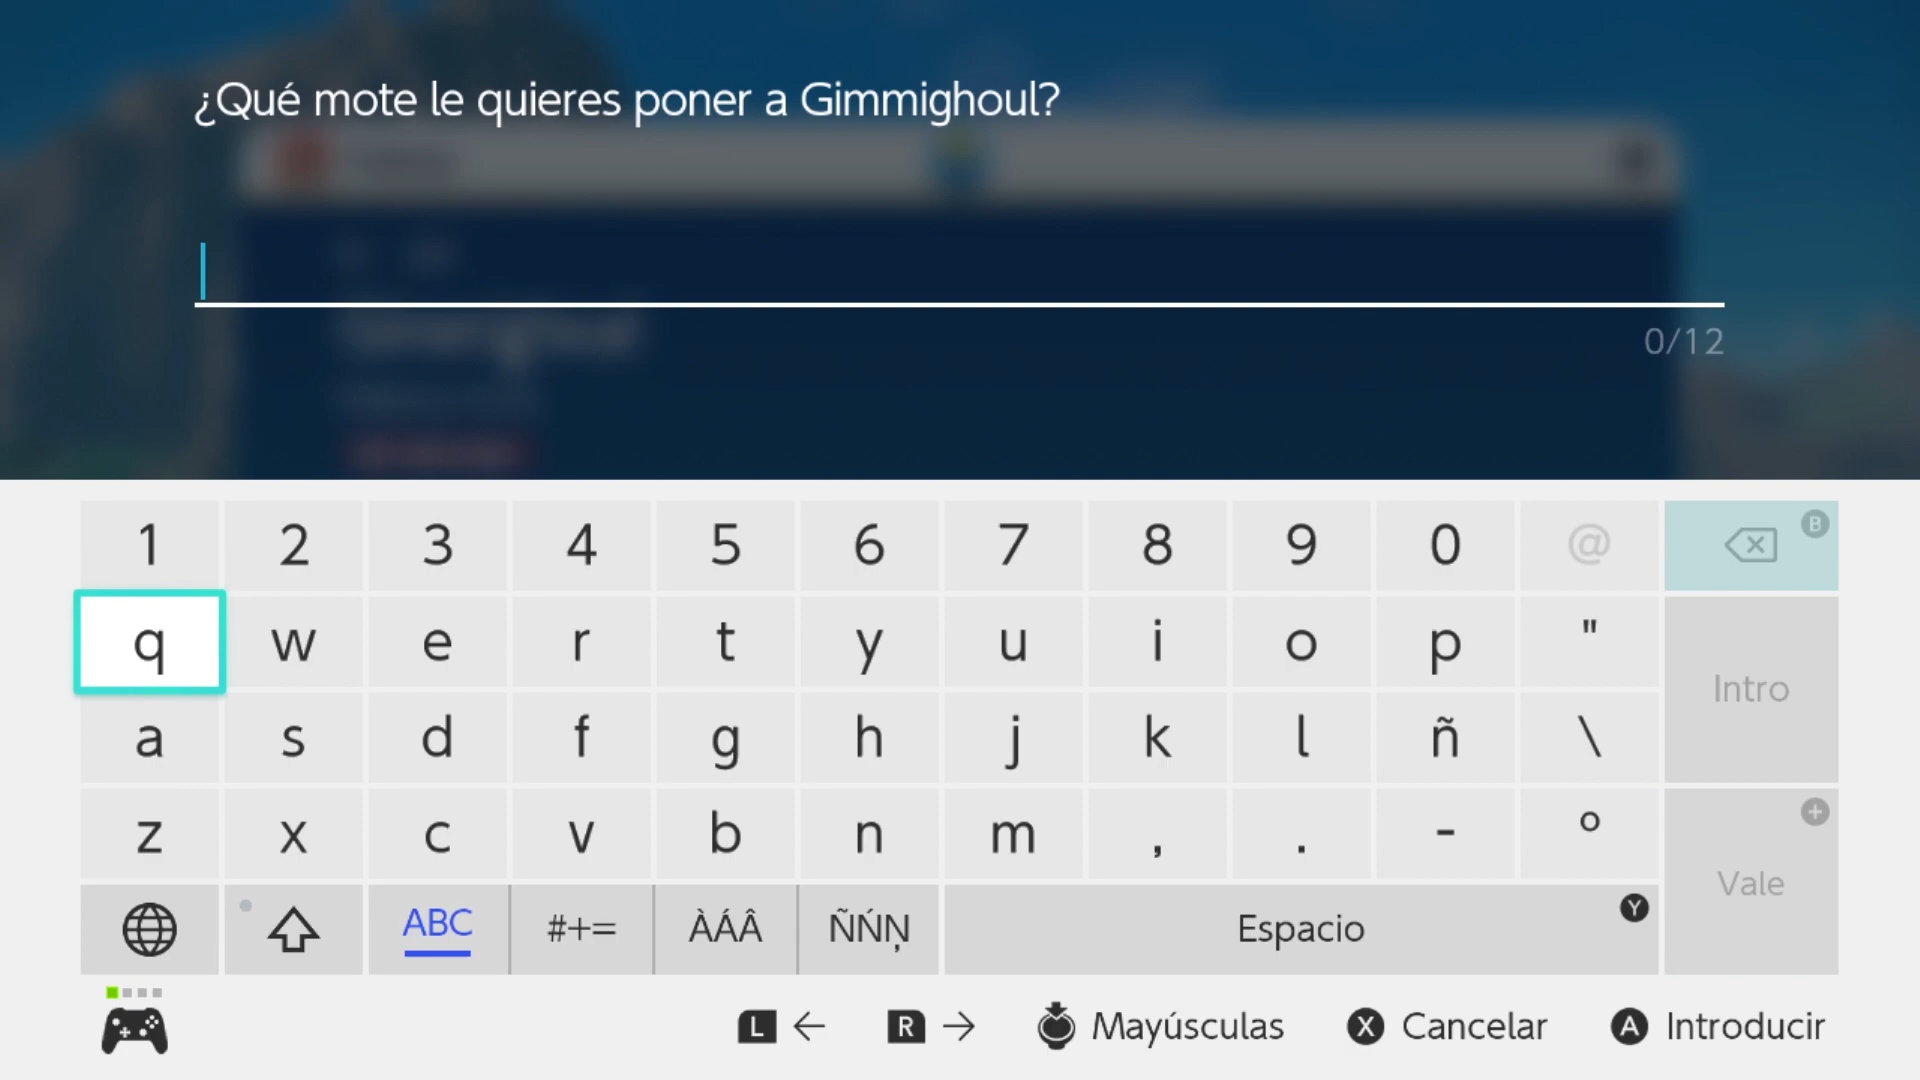 ¿Qué mote le quieres poner a Gimmighoul?
0/12
1 2 3 4 5 6 7 8 9 0 @ B
q w e r t y u i o p "
Intro
a s d f g h j k l ñ \
z x c v b n m , . - º +
Vale
ABC #+= ÀÁÂ ÑŃŅ Espacio Y
L ← R → Mayúsculas X Cancelar A Introducir